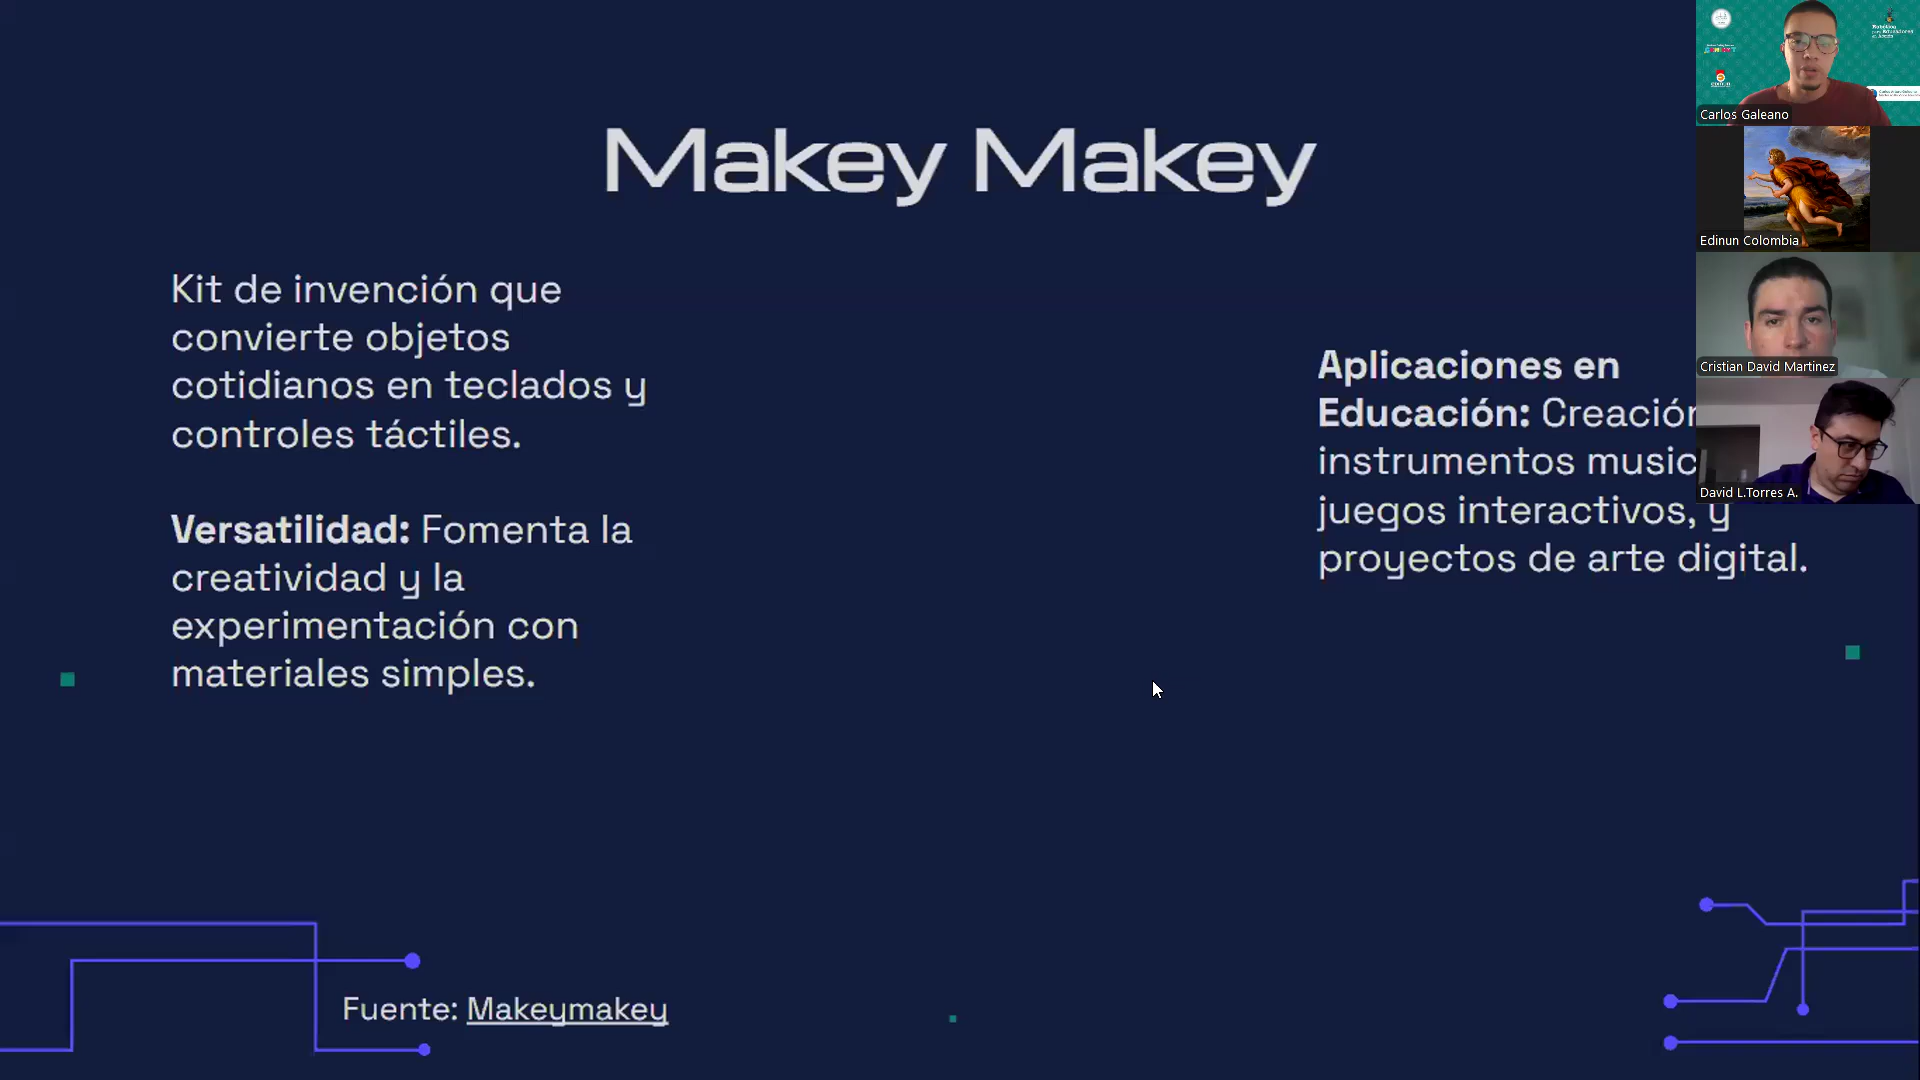 Makey Makey
Kit de invención que
convierte objetos
cotidianos en teclados y
controles táctiles.
Versatilidad: Fomenta la
creatividad y la
experimentación con
materiales simples.
Aplicaciones en
Educación: Creación
instrumentos music
juegos interactivos, y
proyectos de arte digital.
Fuente: Makeymakey
Carlos Galeano
Edinun Colombia
Cristian David Martinez
David L.Torres A.